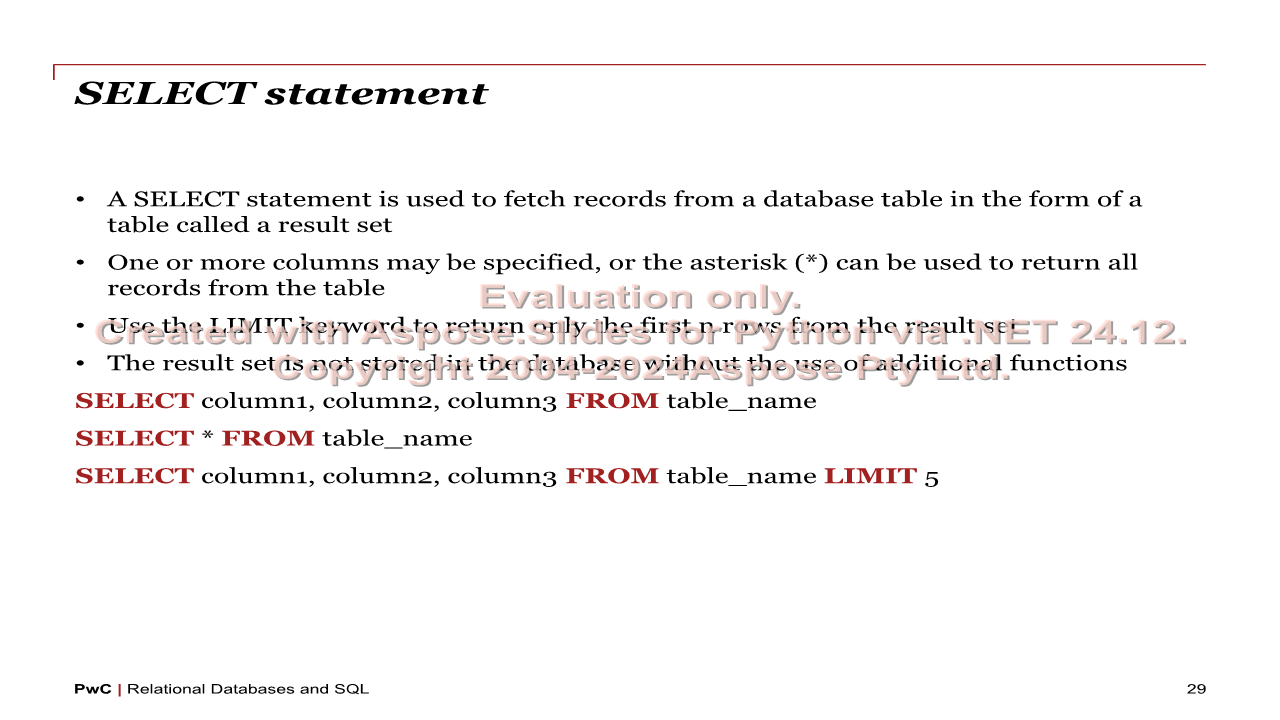 SELECT statement
• A SELECT statement is used to fetch records from a database table in the form of a
table called a result set
• One or more columns may be specified, or the asterisk (*) can be used to return all
records from the table
Evaluation only.
• Use the LIMIT keyword to return only the first n rows from the result set
Created with Aspose.Slides for Python via .NET 24.12.
• The result set is not stored in the database without the use of additional functions
Copyright 2004-2024Aspose Pty Ltd.
SELECT column1, column2, column3 FROM table_name
SELECT * FROM table_name
SELECT column1, column2, column3 FROM table_name LIMIT 5
PwC | Relational Databases and SQL
29